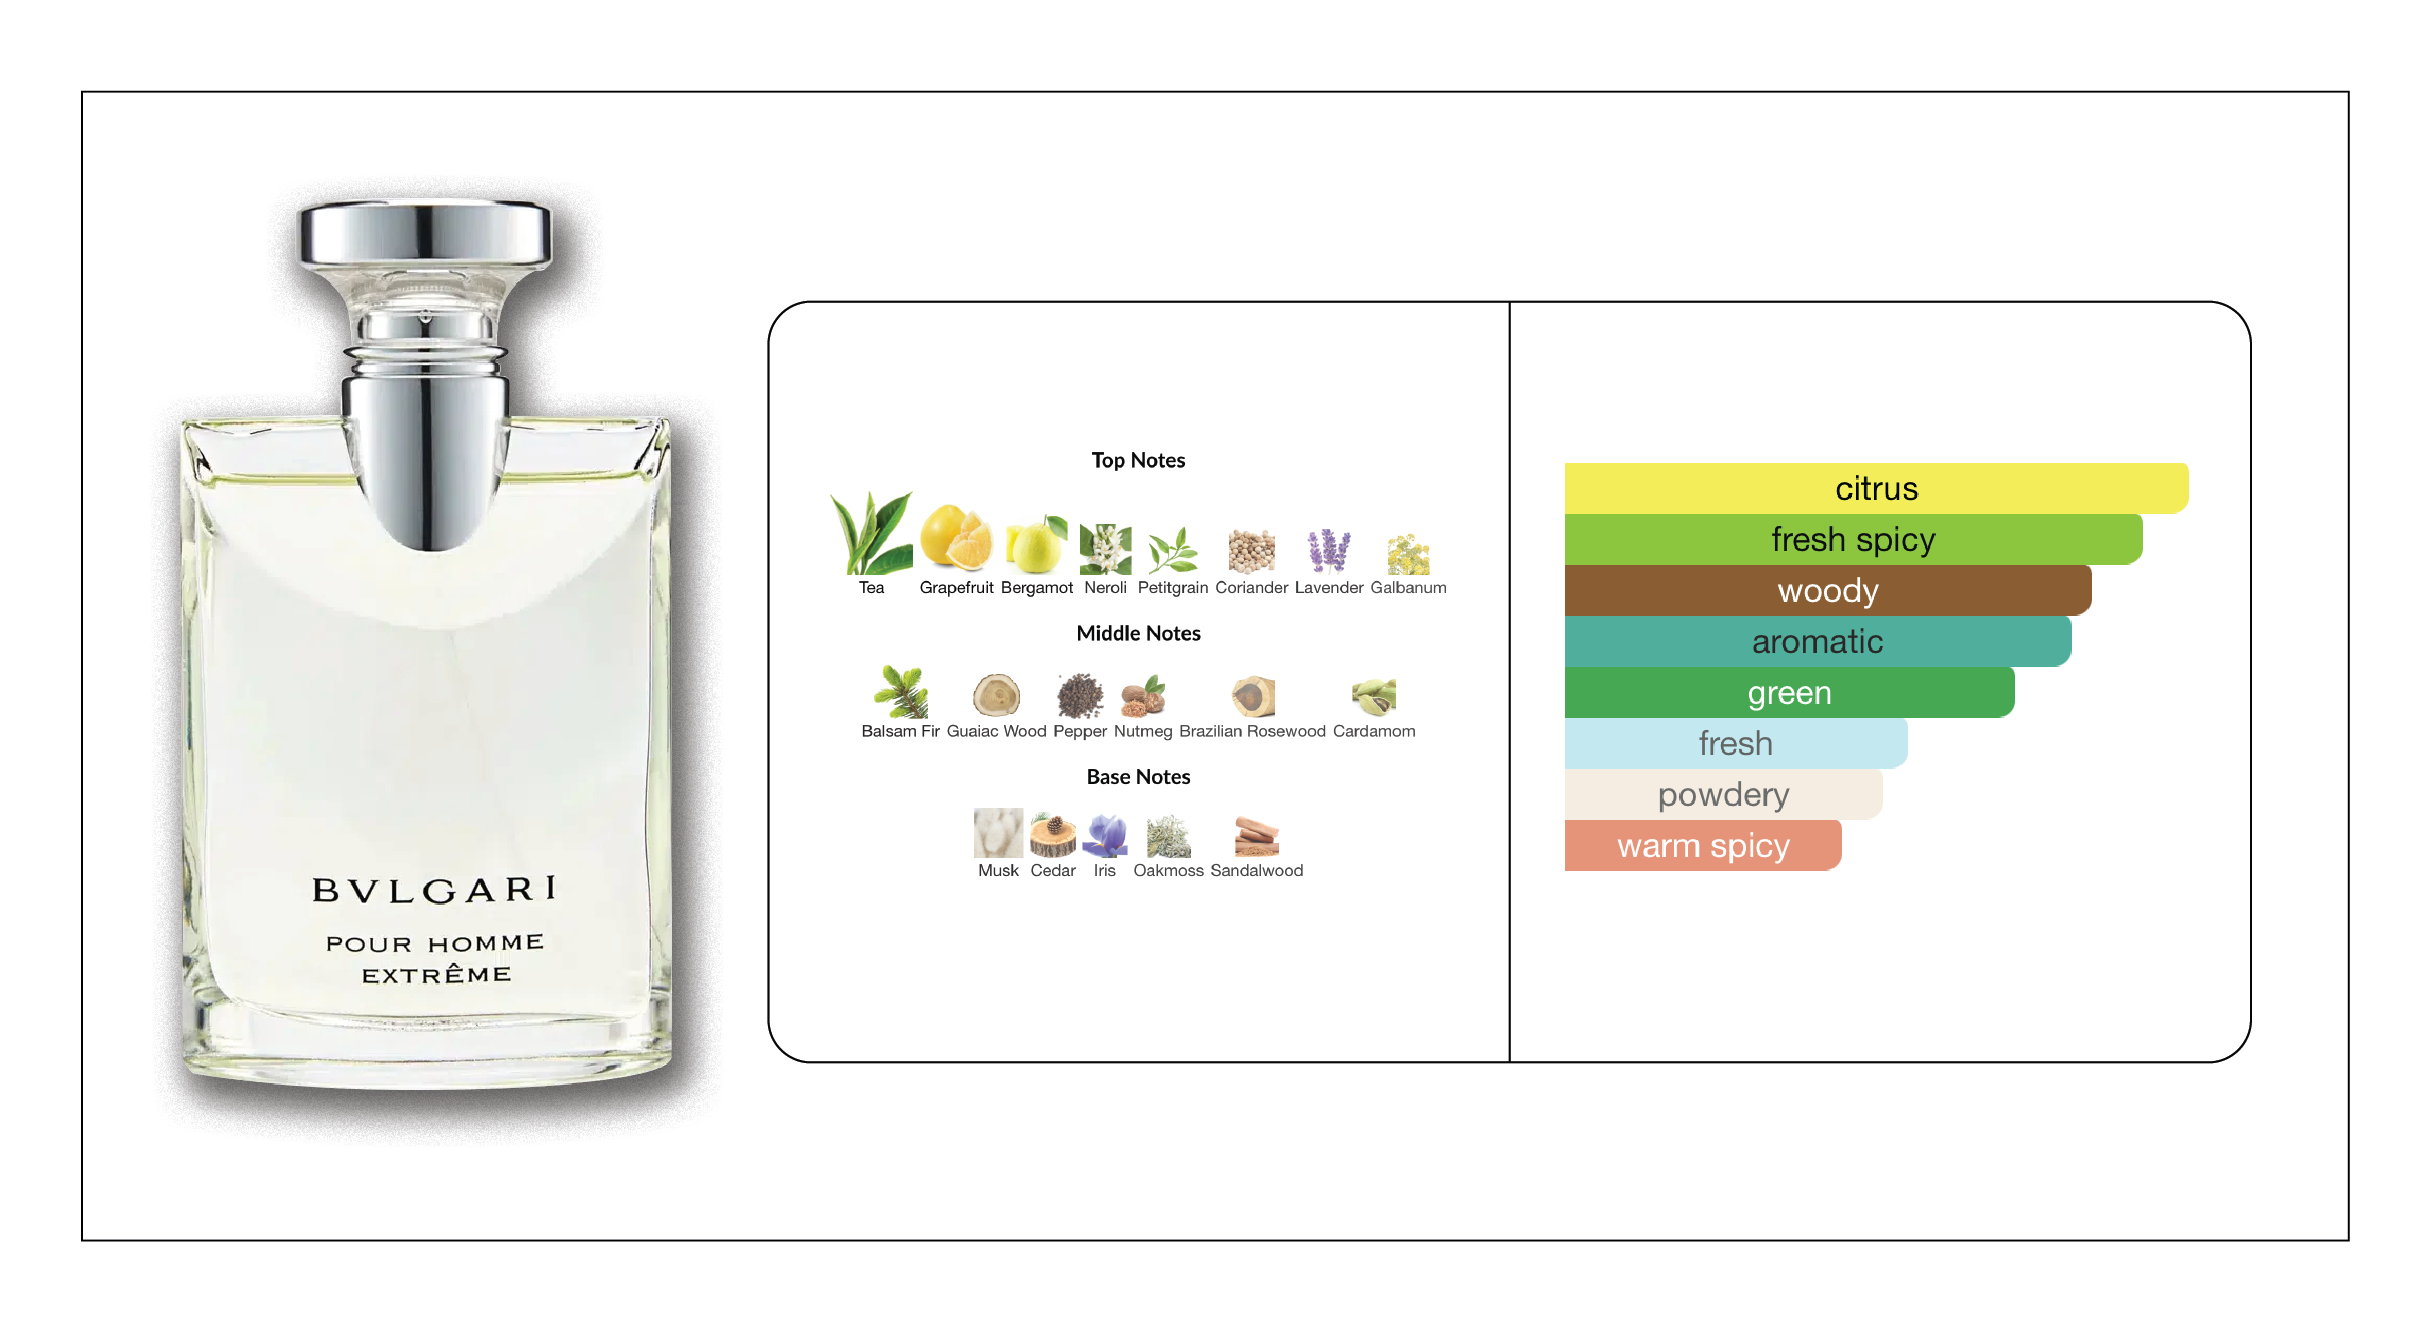 BVLGARI
POUR HOMME
EXTRÊME
Top Notes
Tea Grapefruit Bergamot Neroli Petitgrain Coriander Lavender Galbanum
Middle Notes
Balsam Fir Guaiac Wood Pepper Nutmeg Brazilian Rosewood Cardamom
Base Notes
Musk Cedar Iris Oakmoss Sandalwood
citrus
fresh spicy
woody
aromatic
green
fresh
powdery
warm spicy